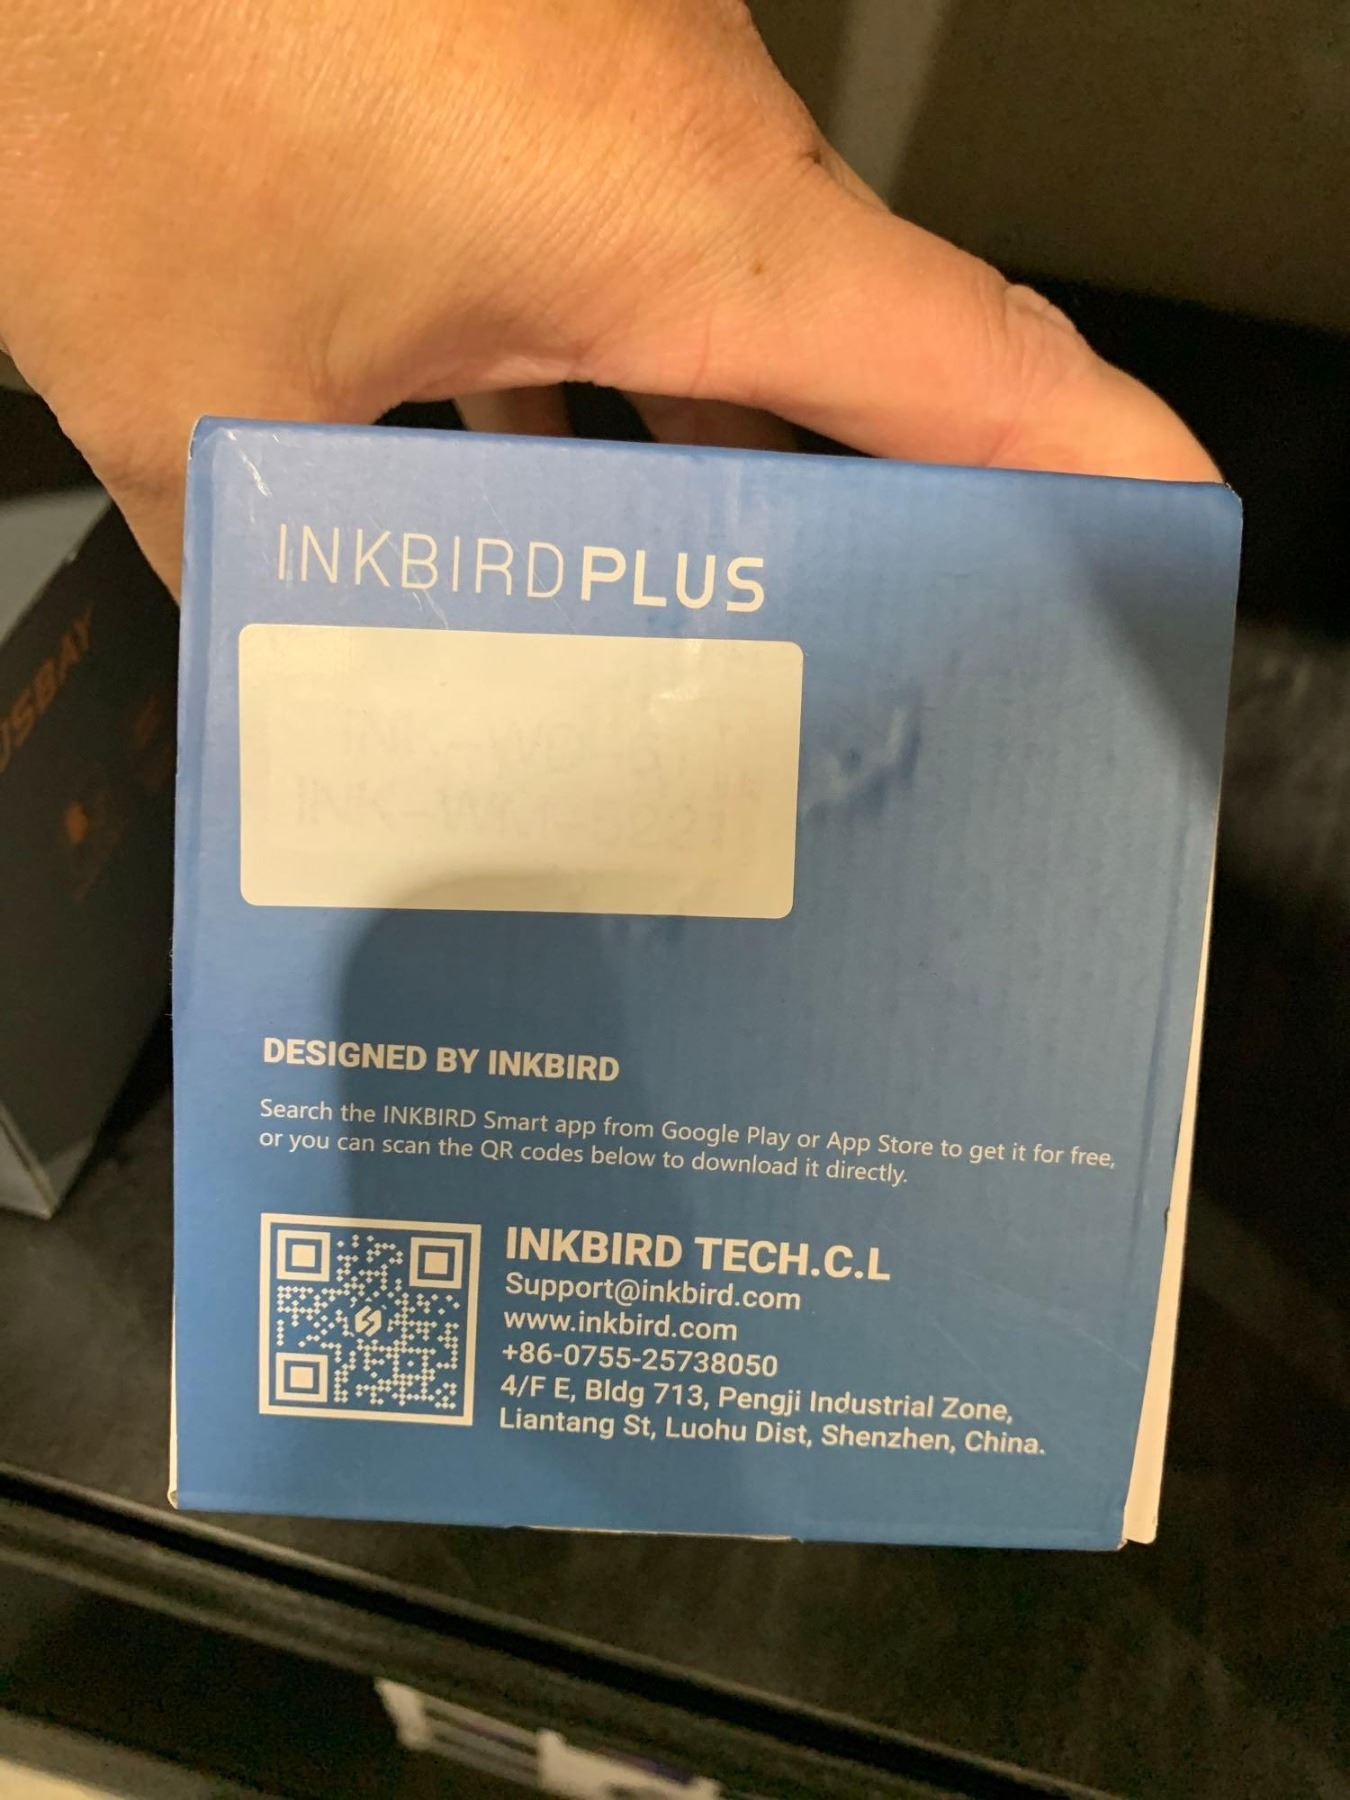 INKBIRDPLUS
DESIGNED BY INKBIRD
Search the INKBIRD Smart app from Google Play or App Store to get it for free,
or you can scan the QR codes below to download it directly.
INKBIRD TECH.C.L
Support@inkbird.com
www.inkbird.com
+86-0755-25738050
4/F E, Bldg 713, Pengji Industrial Zone,
Liantang St, Luohu Dist, Shenzhen, China.